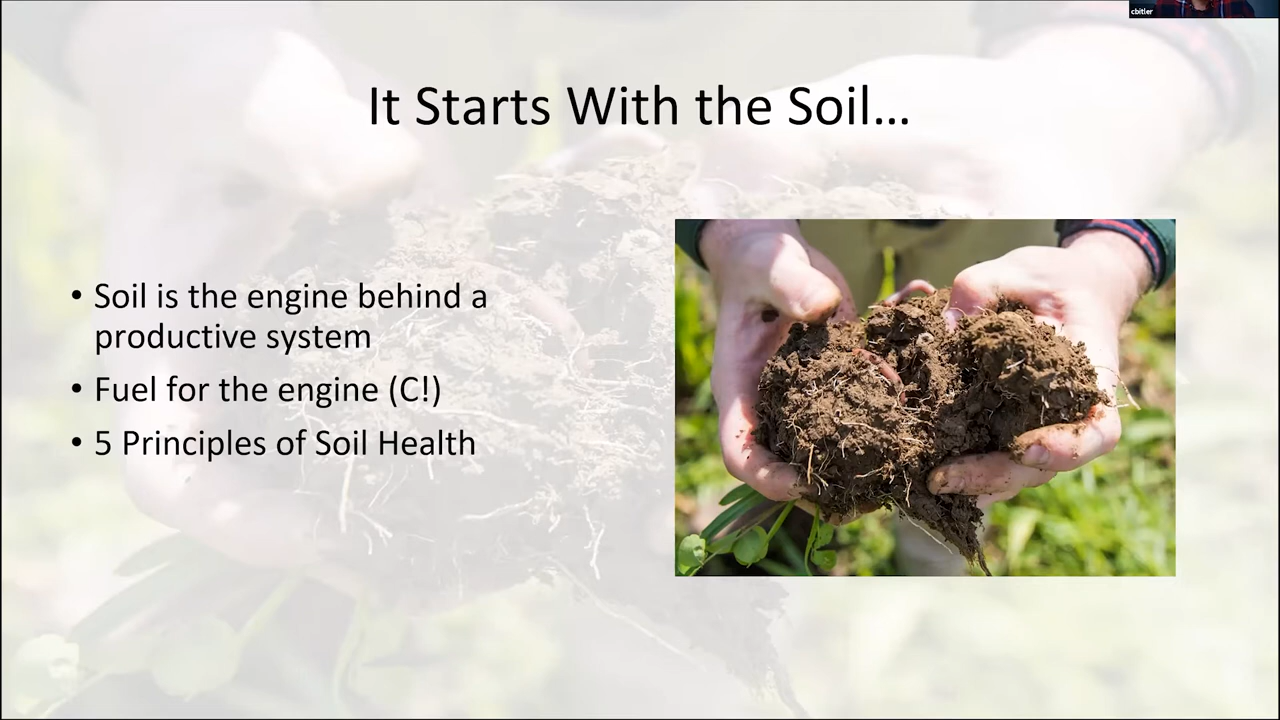 cbitler
It Starts With the Soil…
• Soil is the engine behind a
productive system
• Fuel for the engine (C!)
• 5 Principles of Soil Health